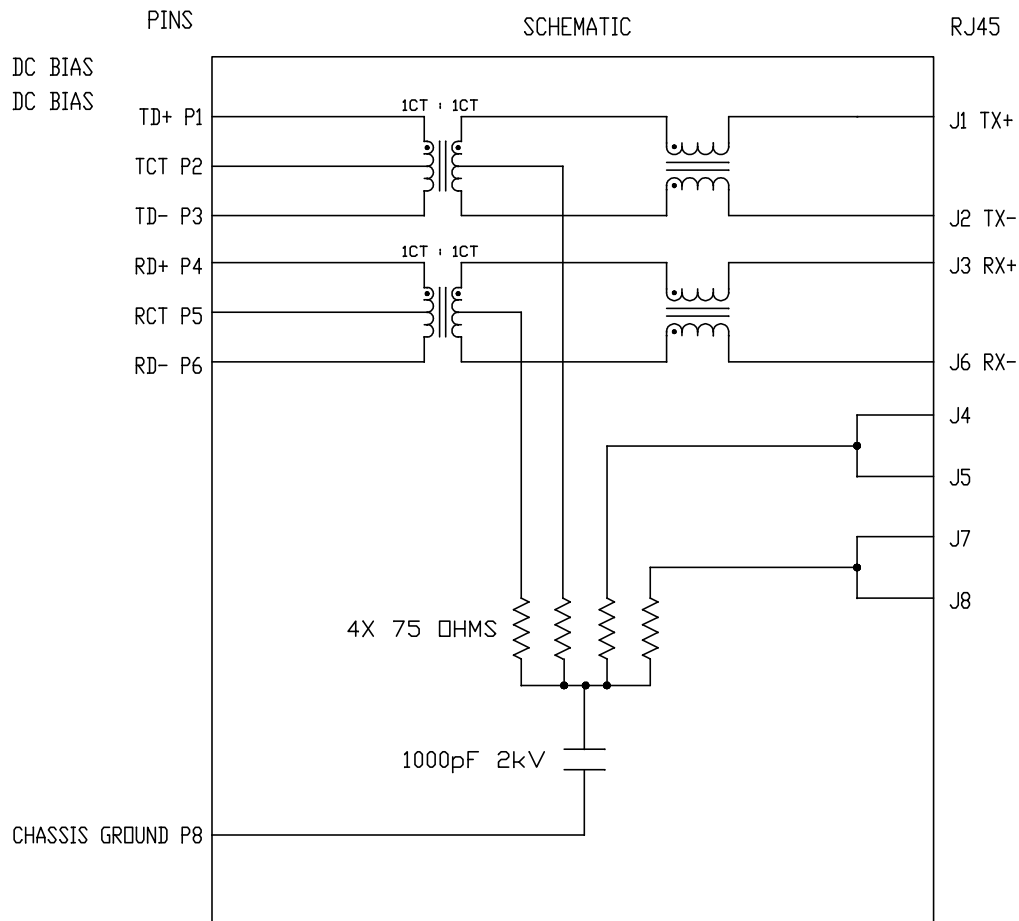 PINS SCHEMATIC RJ45
DC BIAS
DC BIAS
1CT : 1CT
TD+ P1 J1 TX+
TCT P2
TD- P3 J2 TX-
1CT : 1CT
RD+ P4 J3 RX+
RCT P5
RD- P6 J6 RX-
J4
J5
J7
J8
4X 75 OHMS
1000pF 2kV
CHASSIS GROUND P8